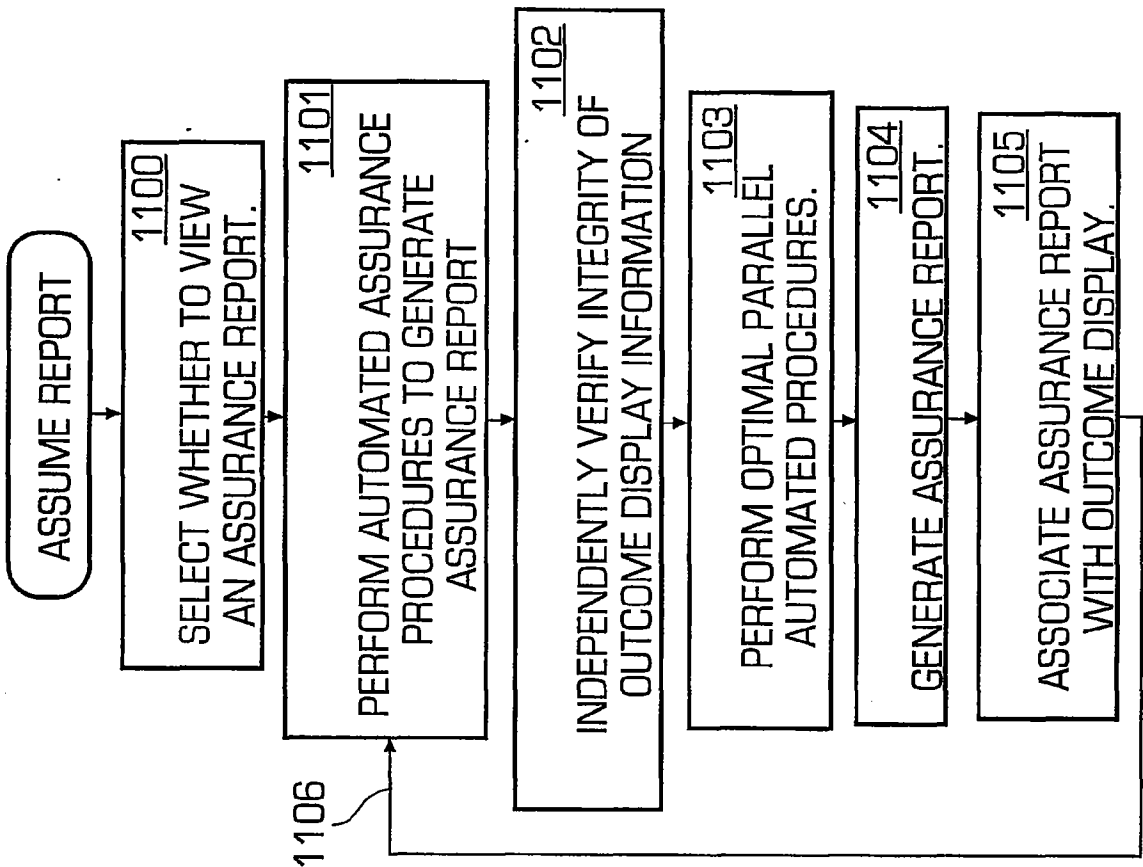 ASSUME REPORT
1100
SELECT WHETHER TO VIEW
AN ASSURANCE REPORT.
1101
PERFORM AUTOMATED ASSURANCE
PROCEDURES TO GENERATE
ASSURANCE REPORT
1102
INDEPENDENTLY VERIFY INTEGRITY OF
OUTCOME DISPLAY INFORMATION
1103
PERFORM OPTIMAL PARALLEL
AUTOMATED PROCEDURES.
1104
GENERATE ASSURANCE REPORT.
1105
ASSOCIATE ASSURANCE REPORT
WITH OUTCOME DISPLAY.
1106